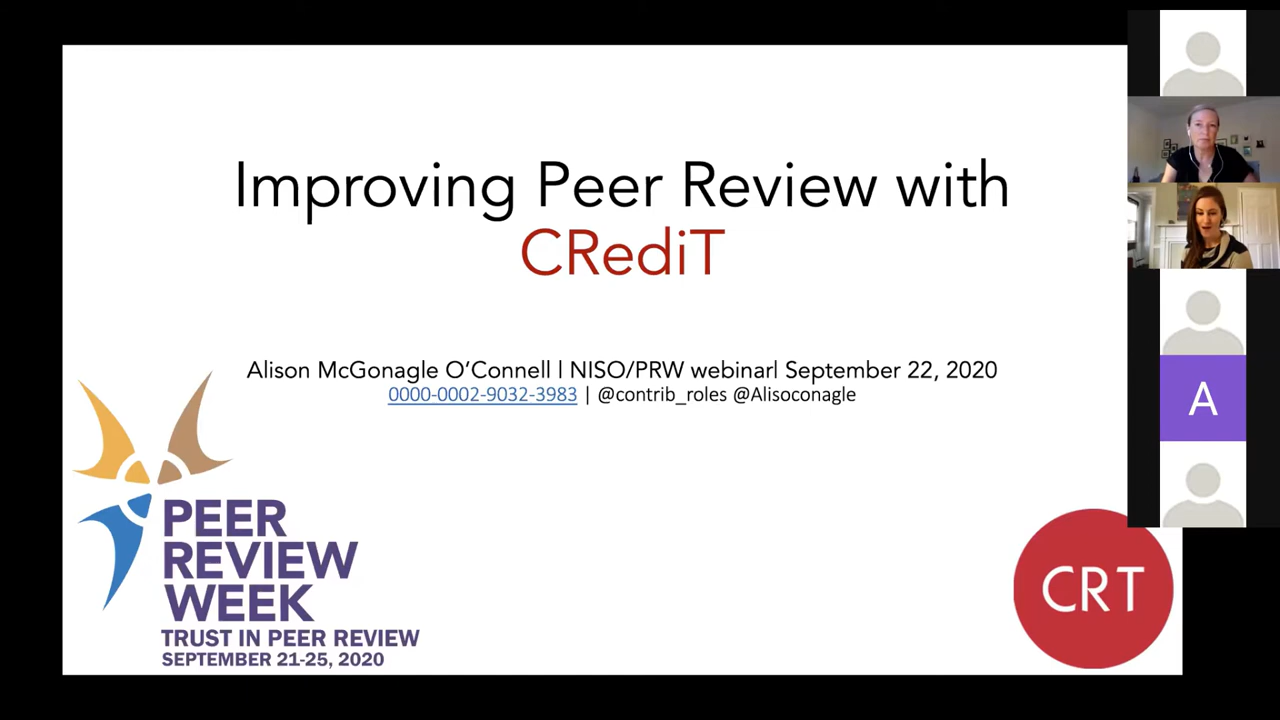 Improving Peer Review with
CRediT
Alison McGonagle O’Connell | NISO/PRW webinar| September 22, 2020
0000-0002-9032-3983 | @contrib_roles @Alisoconagle
PEER
REVIEW
WEEK
TRUST IN PEER REVIEW
SEPTEMBER 21-25, 2020
CRT
A